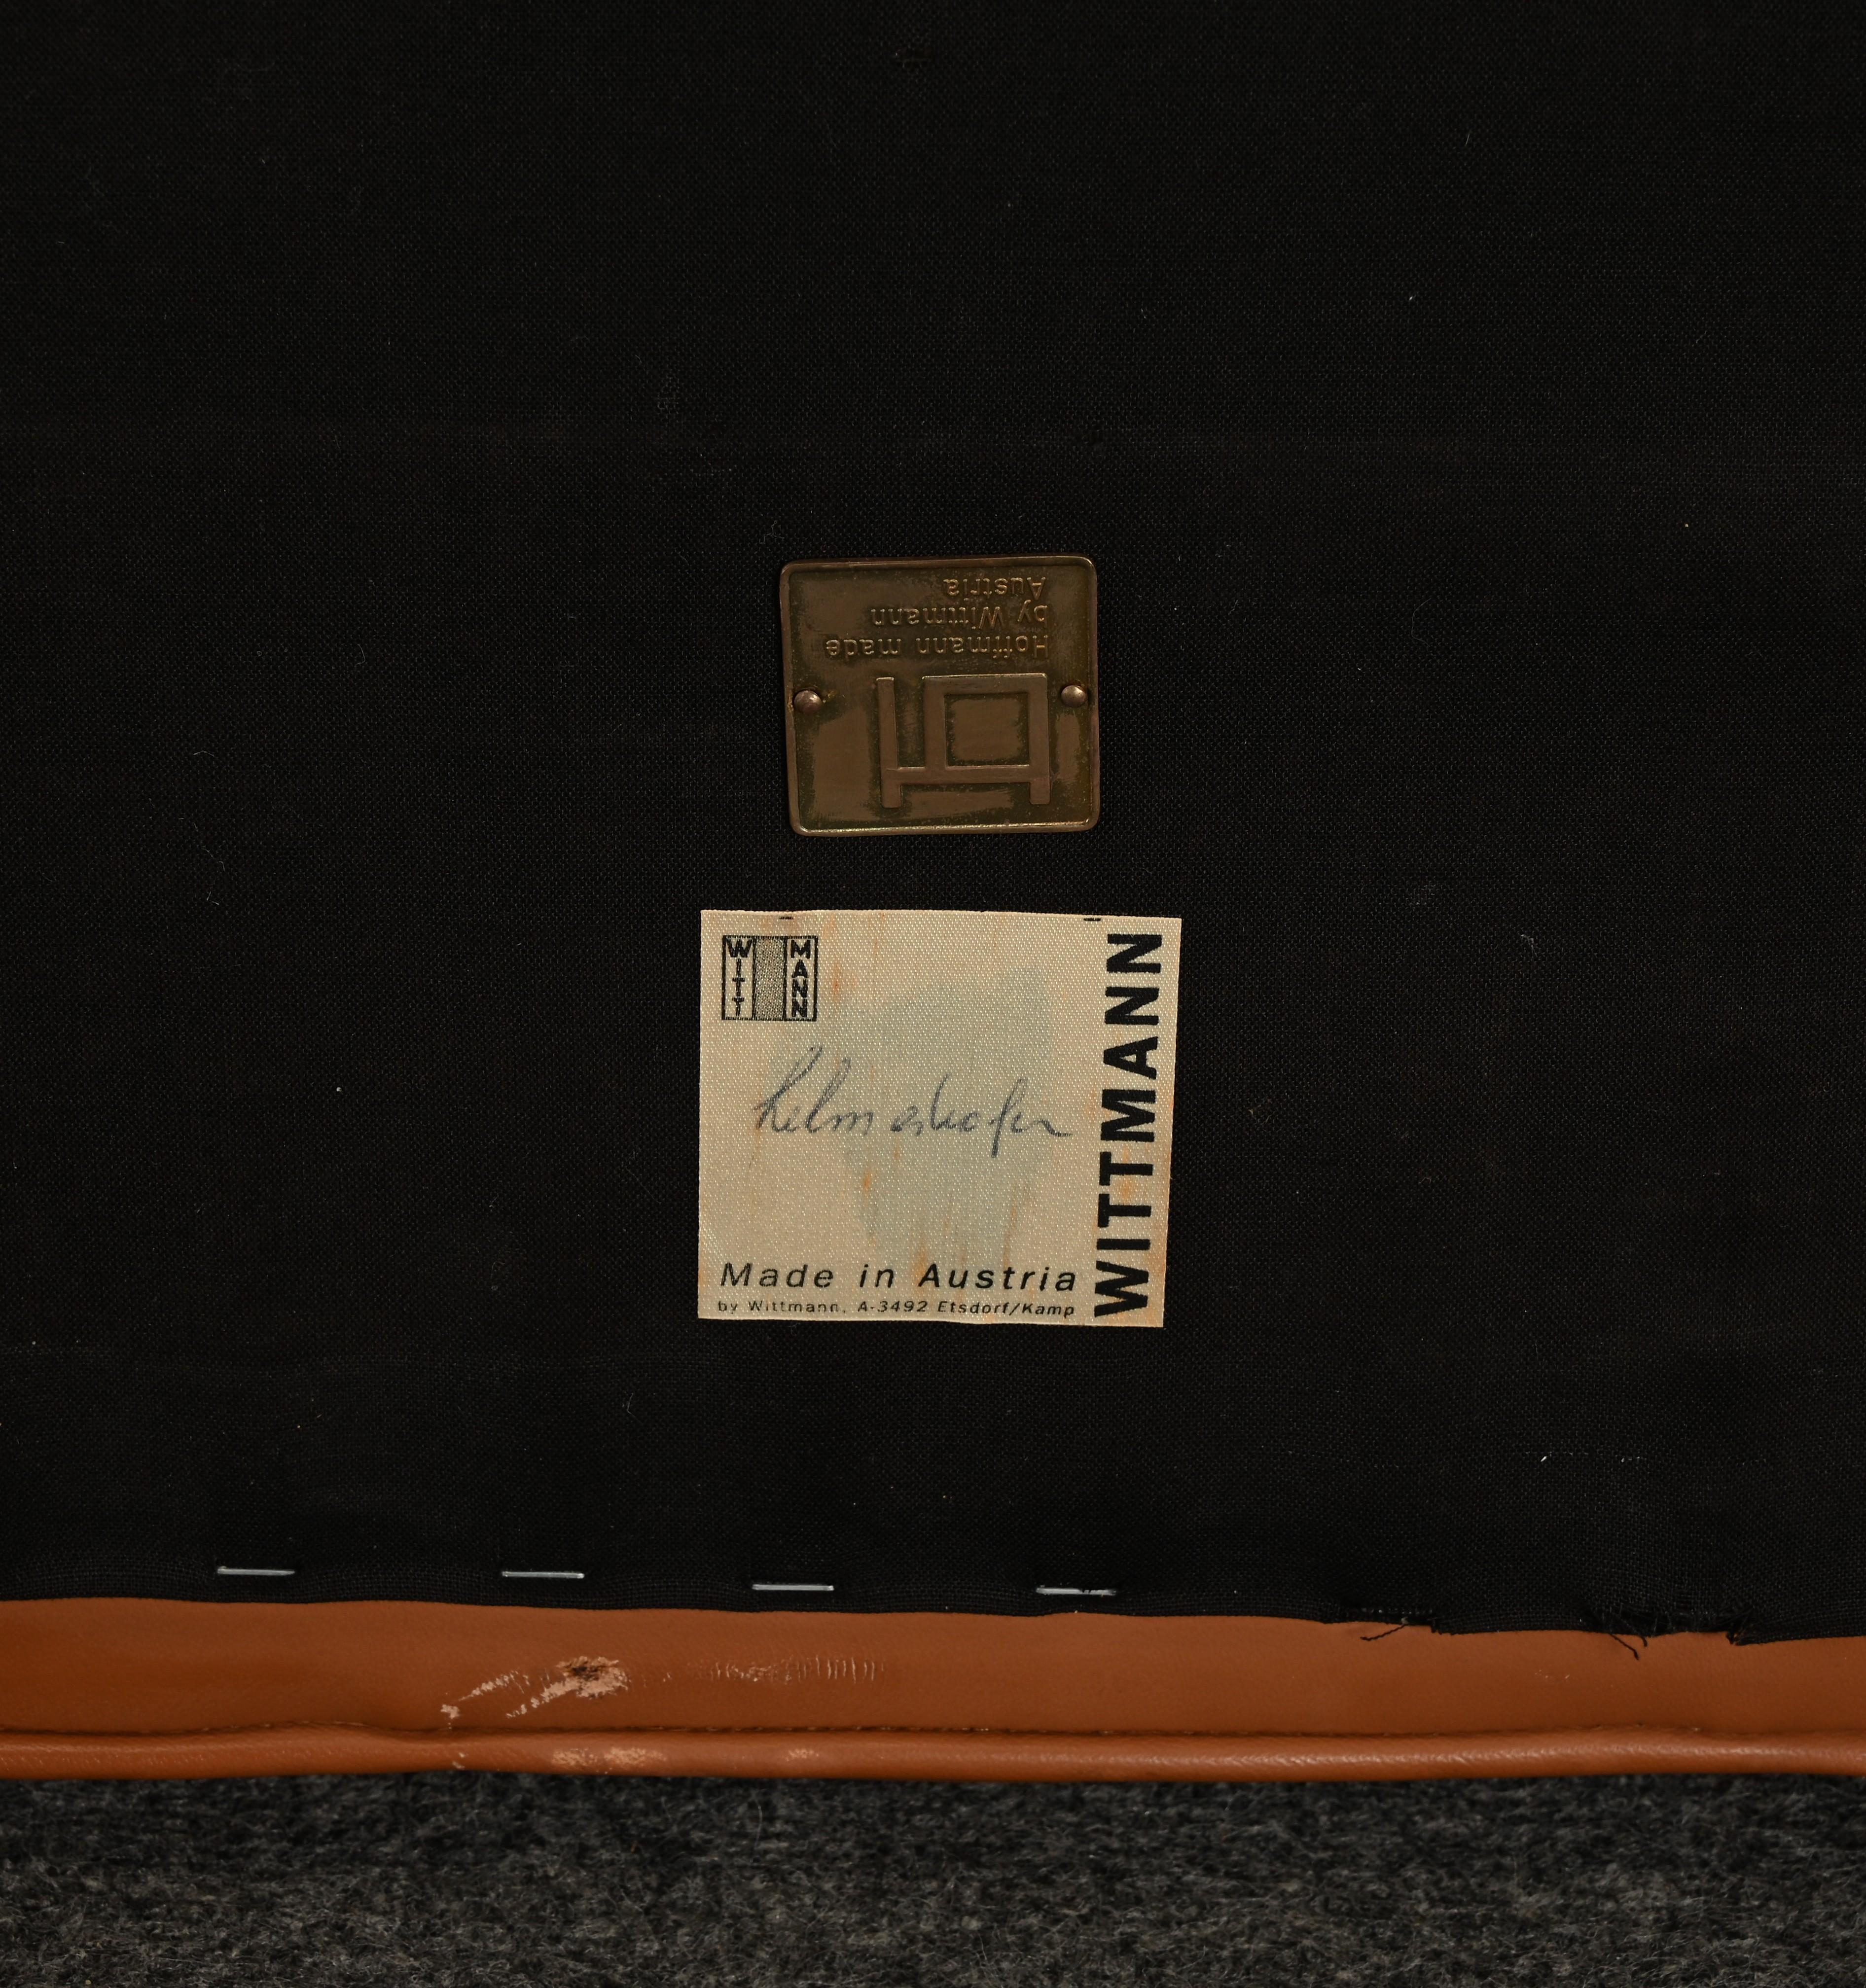 Hoffmann made
by Wittmann
Austria
WITT MANN
WITTMANN
Made in Austria
by Wittmann, A-3492 Etsdorf/Kamp